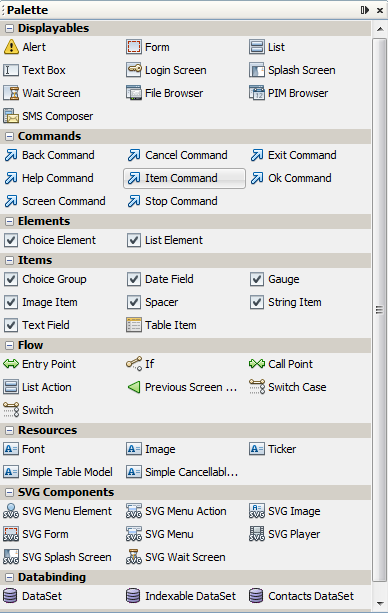 Palette
Displayables
Alert Form List
Text Box Login Screen Splash Screen
Wait Screen File Browser PIM Browser
SMS Composer
Commands
Back Command Cancel Command Exit Command
Help Command Item Command Ok Command
Screen Command Stop Command
Elements
Choice Element List Element
Items
Choice Group Date Field Gauge
Image Item Spacer String Item
Text Field Table Item
Flow
Entry Point If Call Point
List Action Previous Screen ... Switch Case
Switch
Resources
Font Image Ticker
Simple Table Model Simple Cancellabl...
SVG Components
SVG Menu Element SVG Menu Action SVG Image
SVG Form SVG Menu SVG Player
SVG Splash Screen SVG Wait Screen
Databinding
DataSet Indexable DataSet Contacts DataSet